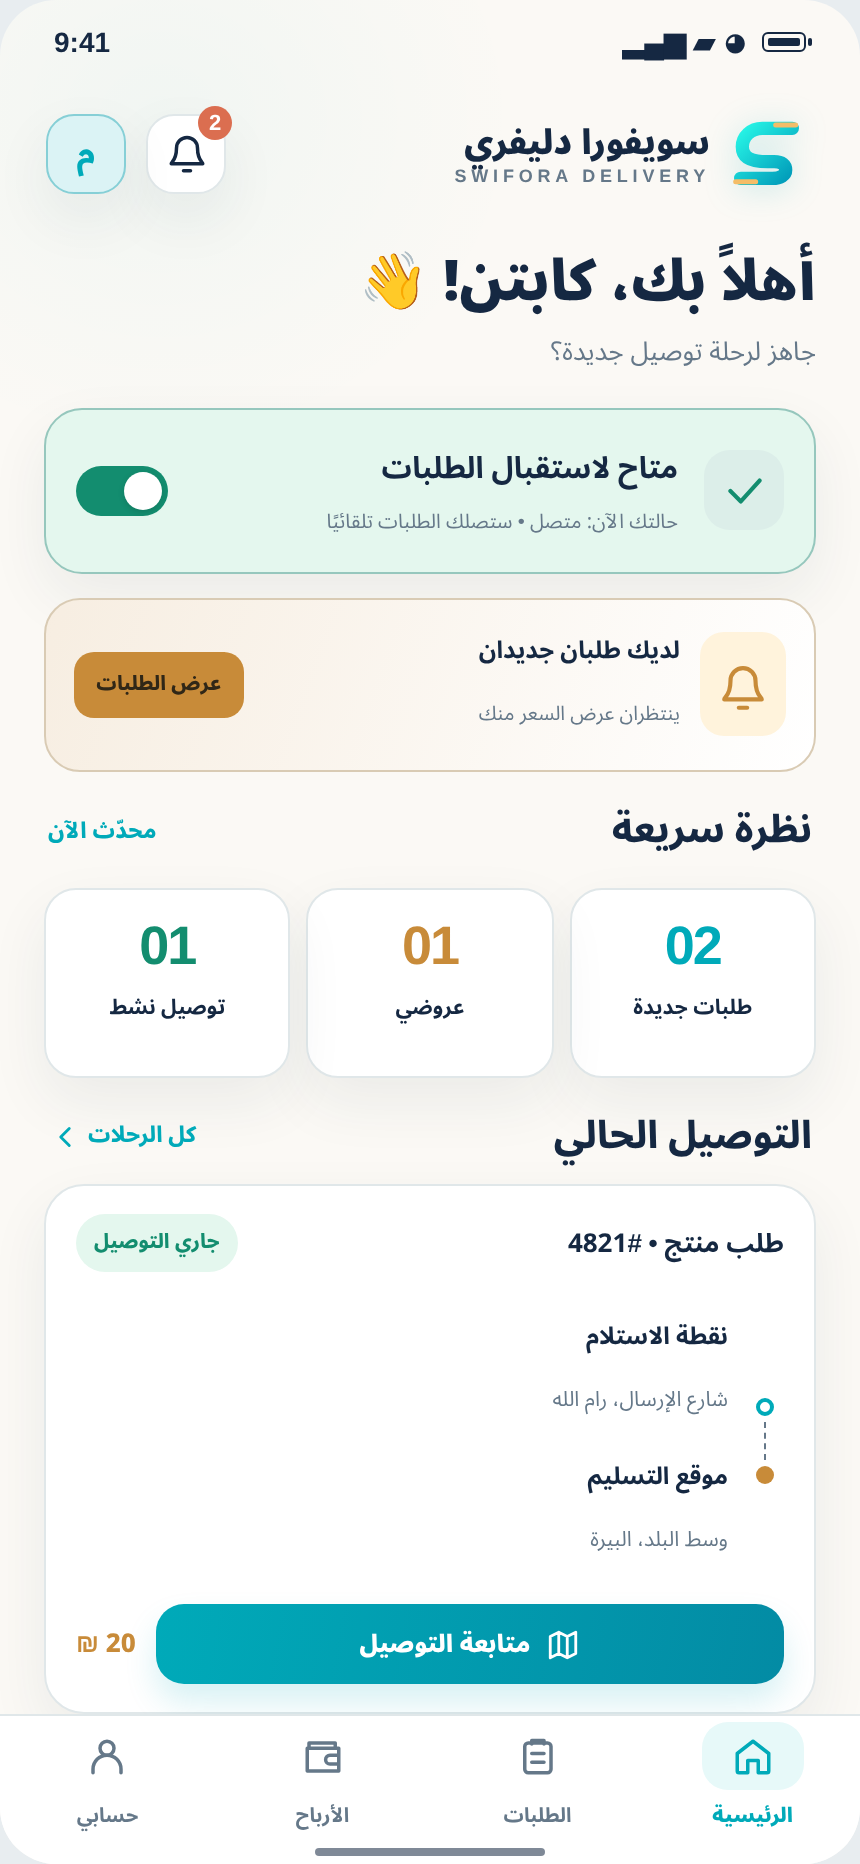 9:41
سويفورا دليفري
SWIFORA DELIVERY
2
م
أهلاً بك، كابتن! 👋
جاهز لرحلة توصيل جديدة؟
متاح لاستقبال الطلبات
حالتك الآن: متصل • ستصلك الطلبات تلقائيًا
لديك طلبان جديدان
ينتظران عرض السعر منك
عرض الطلبات
نظرة سريعة
محدّث الآن
02
طلبات جديدة
01
عروضي
01
توصيل نشط
التوصيل الحالي
كل الرحلات
طلب منتج • #4821
جاري التوصيل
نقطة الاستلام
شارع الإرسال، رام الله
موقع التسليم
وسط البلد، البيرة
متابعة التوصيل
20 ₪
الرئيسية
الطلبات
الأرباح
حسابي